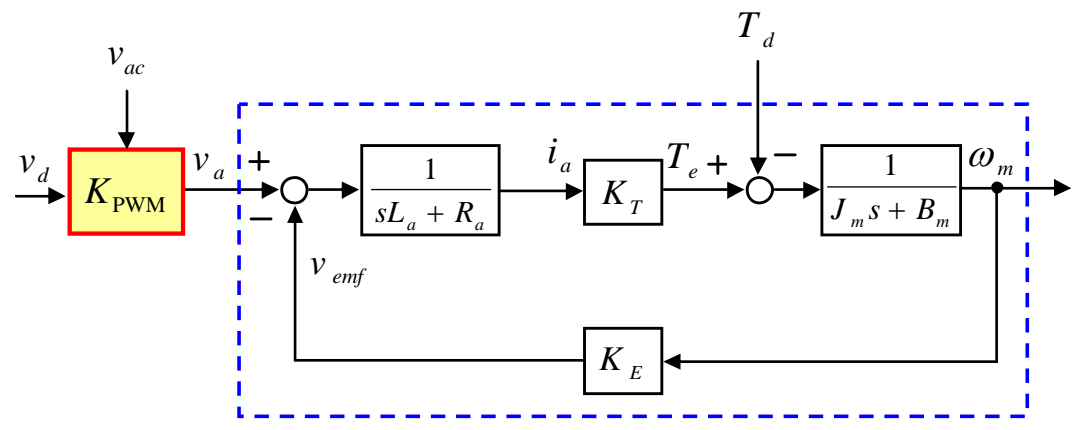 T_d
v_ac
v_d
K_PWM
v_a
+
−
1
sL_a + R_a
i_a
K_T
T_e
+
−
1
J_m s + B_m
ω_m
v_emf
K_E